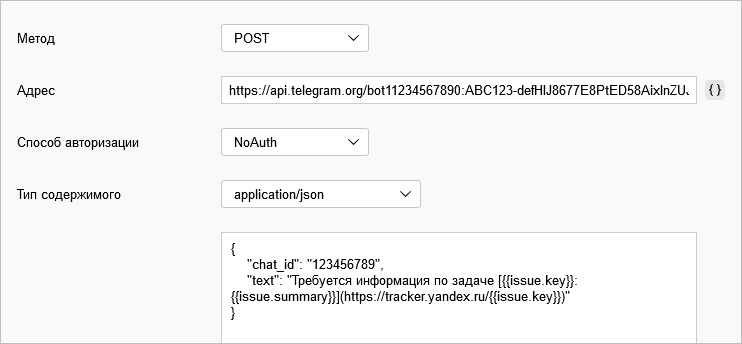 Метод POST
Адрес https://api.telegram.org/bot11234567890:ABC123-defHIJ8677E8PtED58AixInZUJ { }
Способ авторизации NoAuth
Тип содержимого application/json
{
"chat_id": "123456789",
"text": "Требуется информация по задаче [{{issue.key}}:
{{issue.summary}}](https://tracker.yandex.ru/{{issue.key}})"
}